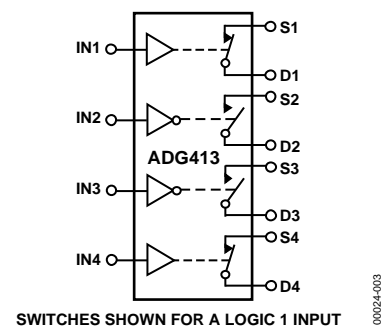 S1
IN1
D1
S2
IN2
D2
ADG413
S3
IN3
D3
S4
IN4
D4
SWITCHES SHOWN FOR A LOGIC 1 INPUT
00024-003